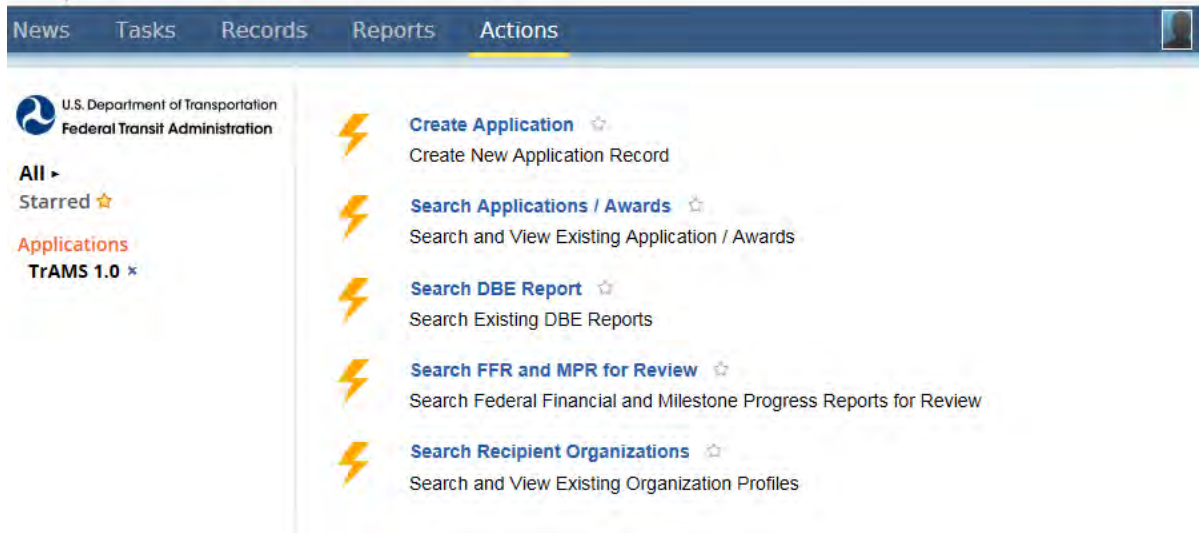 News Tasks Records Reports Actions
U.S. Department of Transportation
Federal Transit Administration
All
Starred
Applications
TrAMS 1.0 ×
Create Application
Create New Application Record
Search Applications / Awards
Search and View Existing Application / Awards
Search DBE Report
Search Existing DBE Reports
Search FFR and MPR for Review
Search Federal Financial and Milestone Progress Reports for Review
Search Recipient Organizations
Search and View Existing Organization Profiles